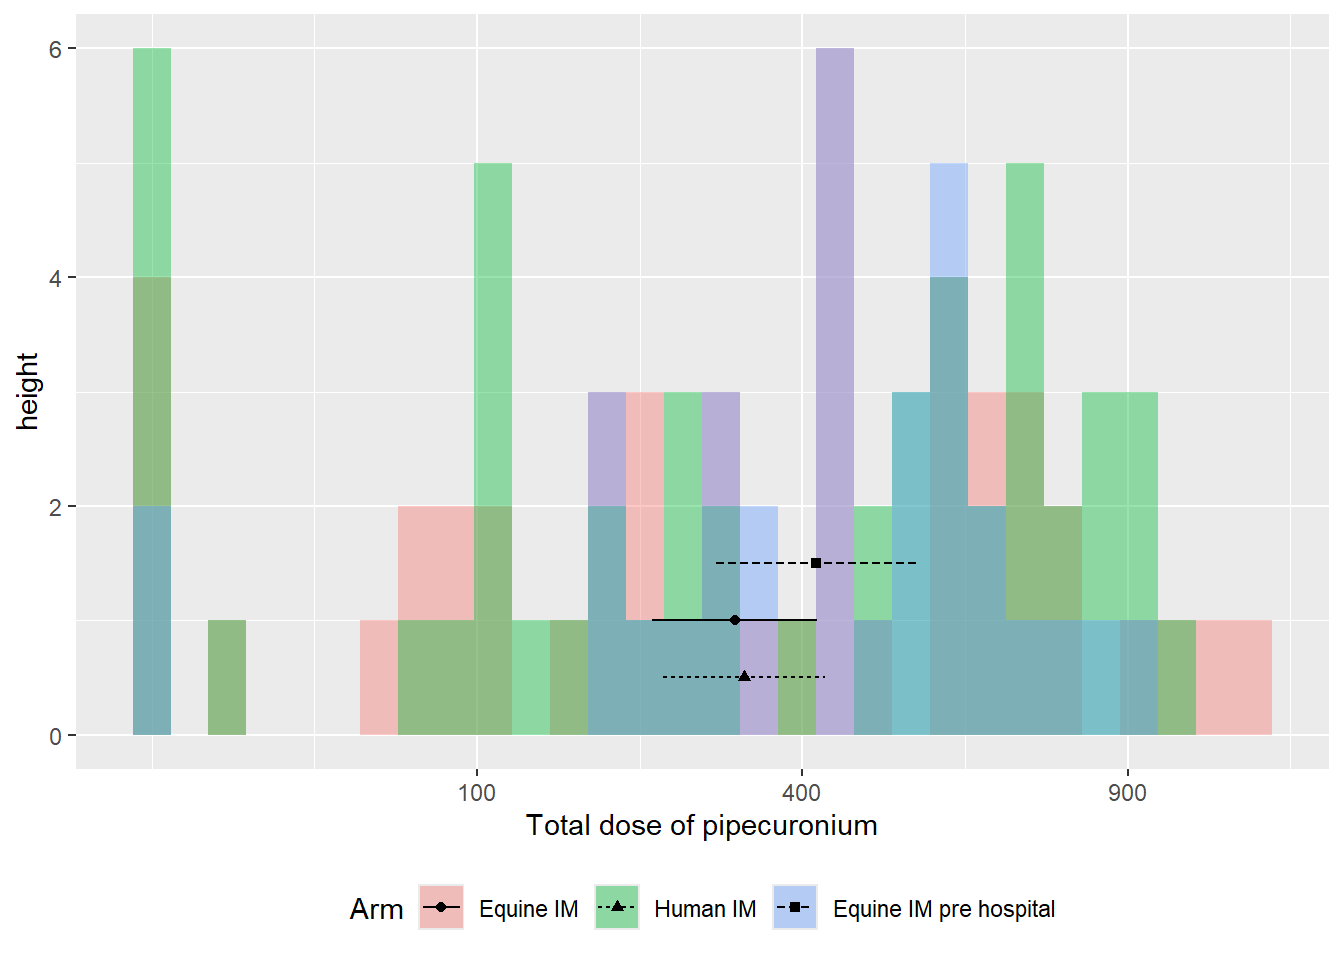 6
4
2
0
height
100 400 900
Total dose of pipecuronium
Arm Equine IM Human IM Equine IM pre hospital